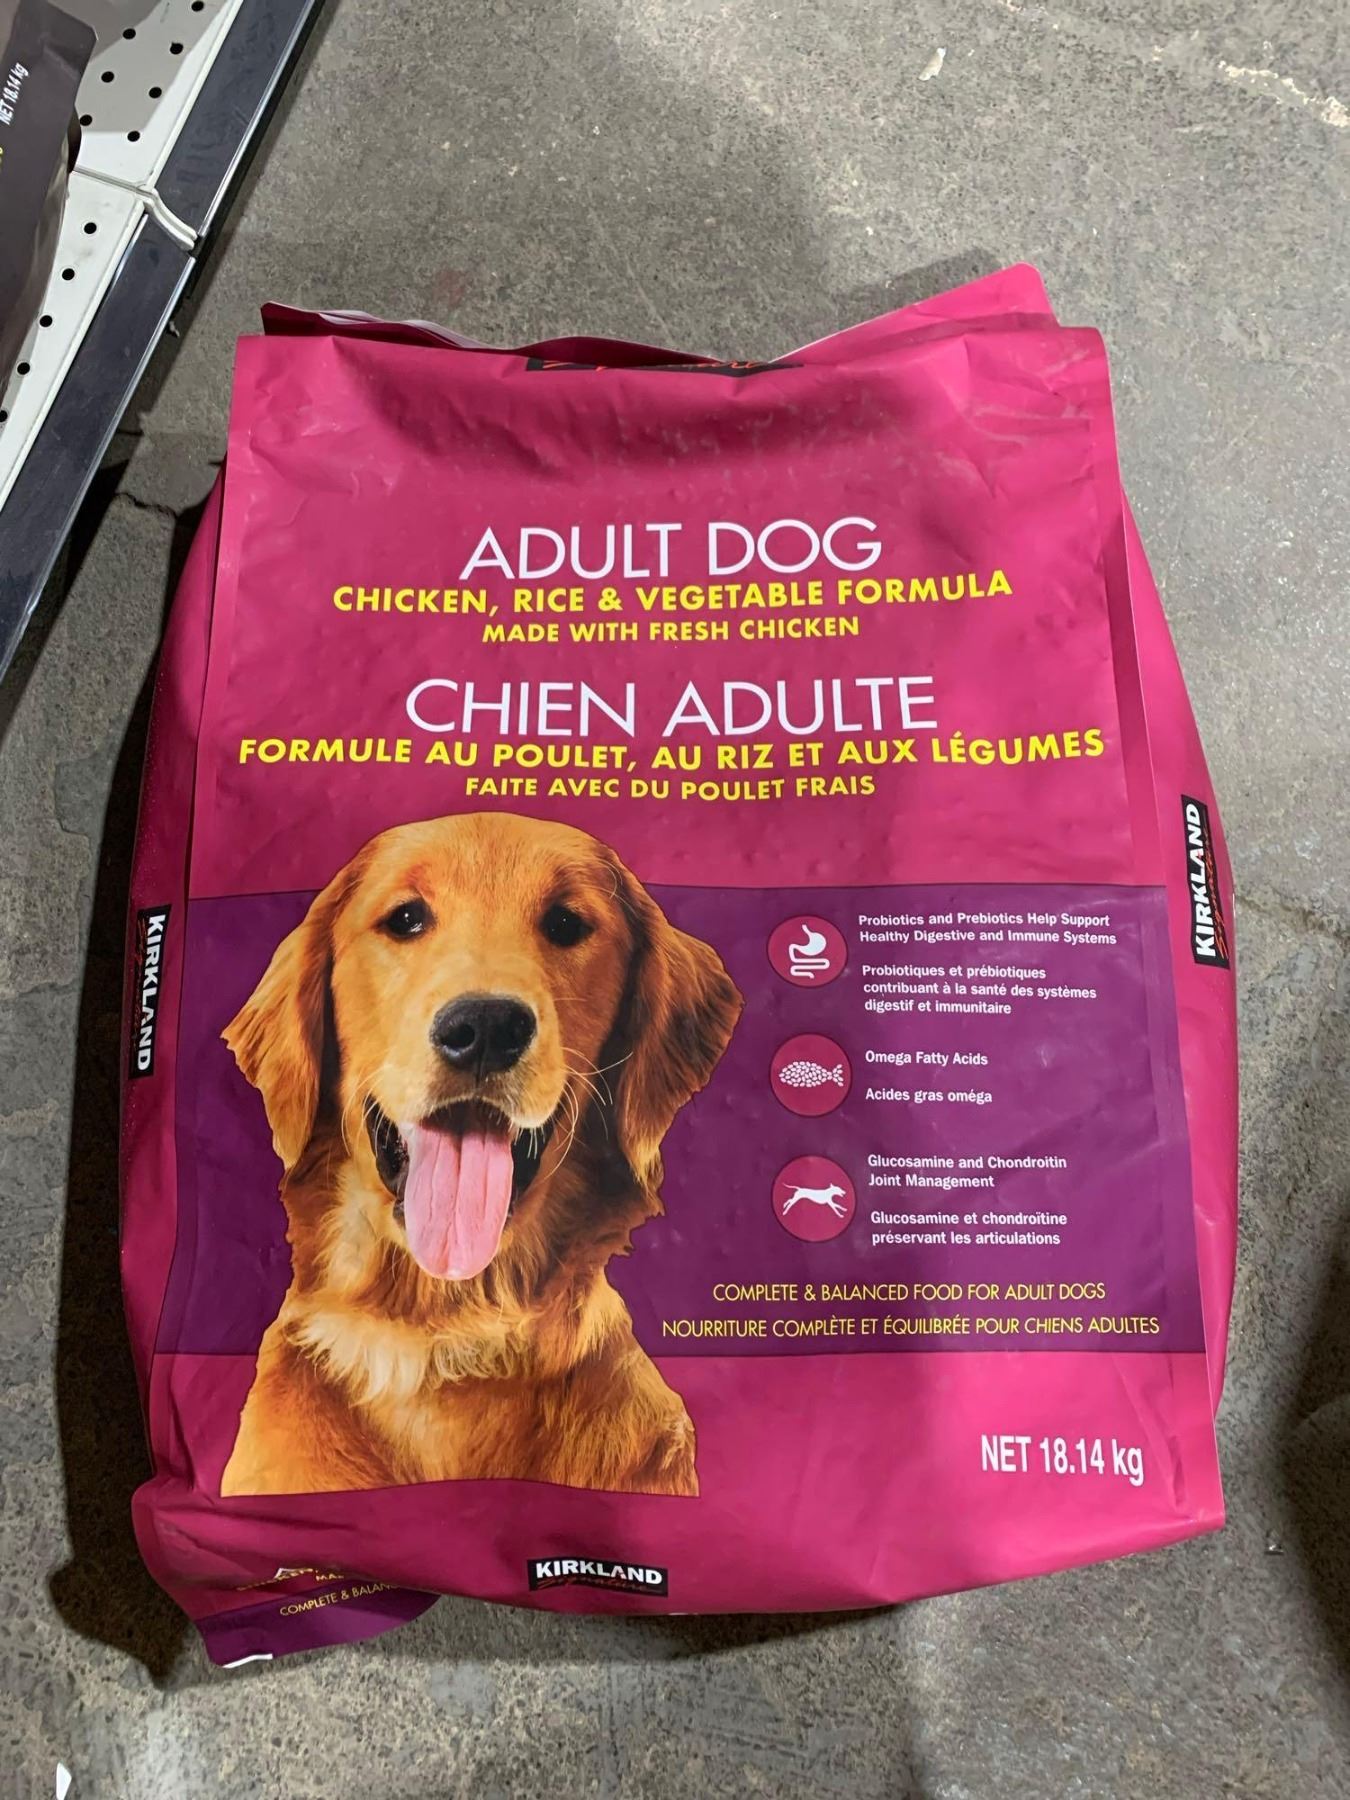 NET 18.14 kg
ADULT DOG
CHICKEN, RICE & VEGETABLE FORMULA
MADE WITH FRESH CHICKEN
CHIEN ADULTE
FORMULE AU POULET, AU RIZ ET AUX LÉGUMES
FAITE AVEC DU POULET FRAIS
KIRKLAND
Signature
KIRKLAND
Signature
Probiotics and Prebiotics Help Support
Healthy Digestive and Immune Systems
Probiotiques et prébiotiques
contribuant à la santé des systèmes
digestif et immunitaire
Omega Fatty Acids
Acides gras oméga
Glucosamine and Chondroitin
Joint Management
Glucosamine et chondroïtine
préservant les articulations
COMPLETE & BALANCED FOOD FOR ADULT DOGS
NOURRITURE COMPLÈTE ET ÉQUILIBRÉE POUR CHIENS ADULTES
NET 18.14 kg
KIRKLAND
Signature
COMPLETE &